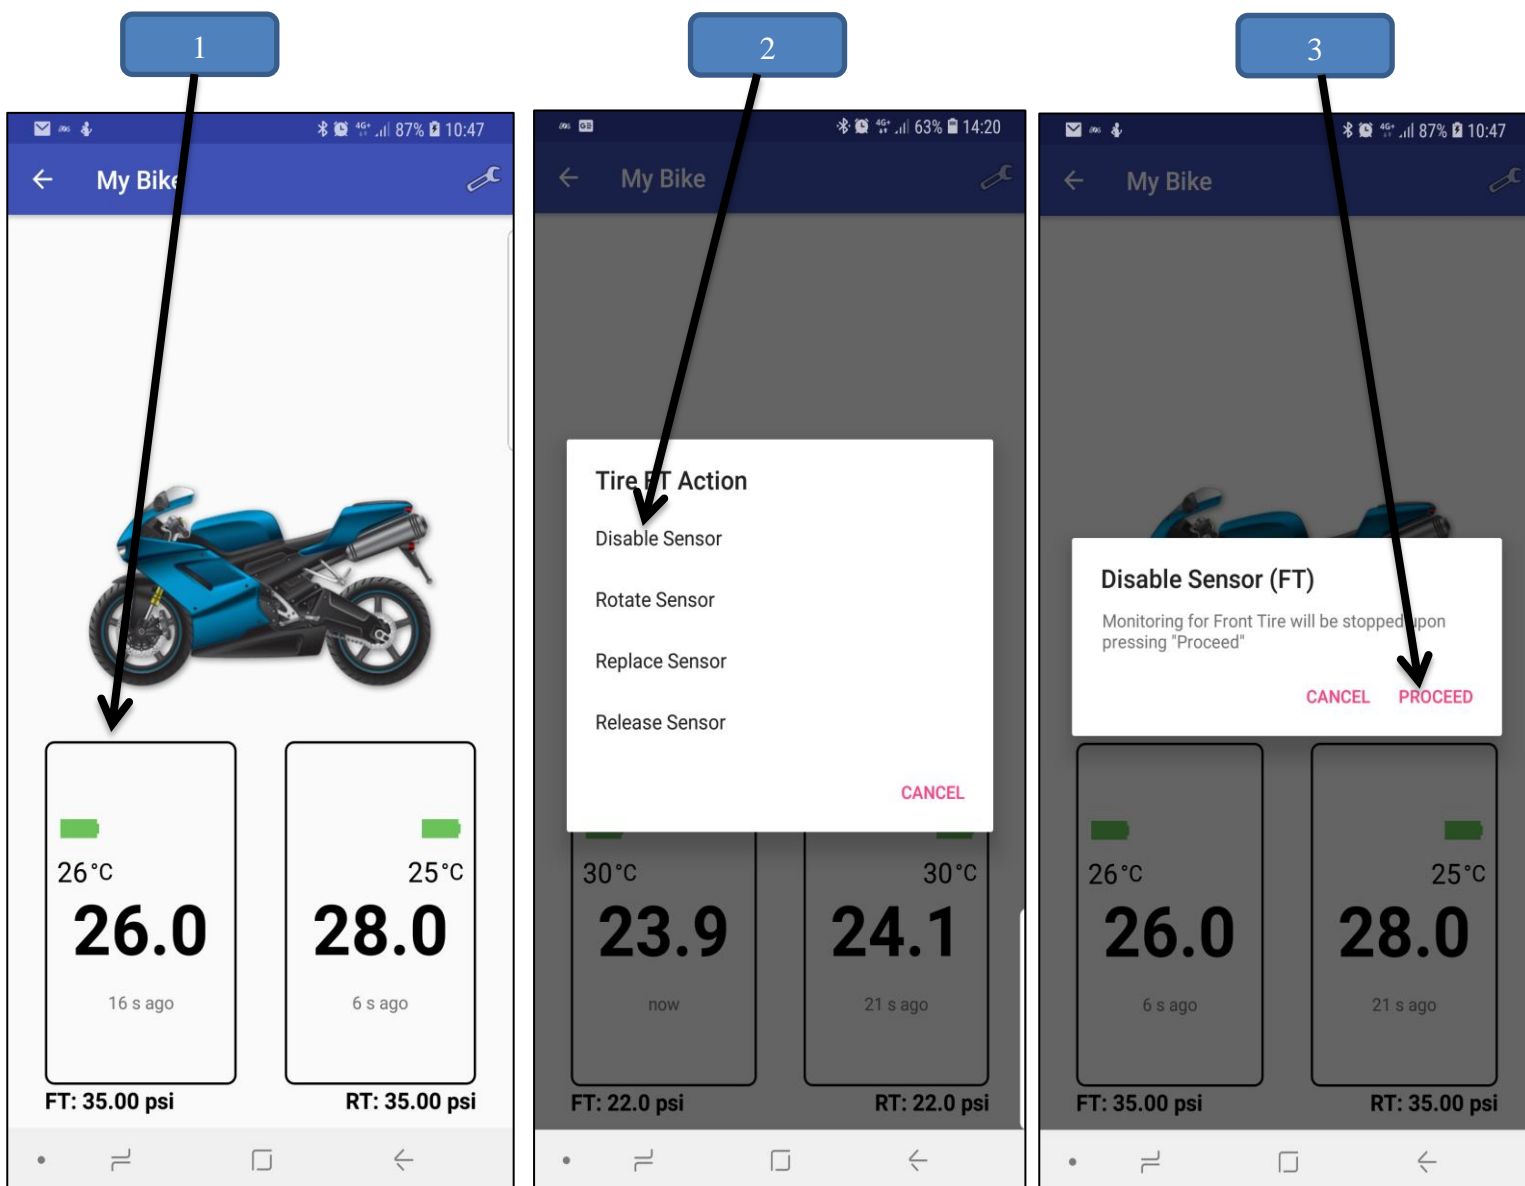 1
2
3
87% 10:47
My Bike
26°C
25°C
26.0
28.0
16 s ago
6 s ago
FT: 35.00 psi
RT: 35.00 psi
63% 14:20
My Bike
Tire FT Action
Disable Sensor
Rotate Sensor
Replace Sensor
Release Sensor
CANCEL
30°C
30°C
23.9
24.1
now
21 s ago
FT: 22.0 psi
RT: 22.0 psi
87% 10:47
My Bike
Disable Sensor (FT)
Monitoring for Front Tire will be stopped upon
pressing "Proceed"
CANCEL PROCEED
26°C
25°C
26.0
28.0
6 s ago
21 s ago
FT: 35.00 psi
RT: 35.00 psi